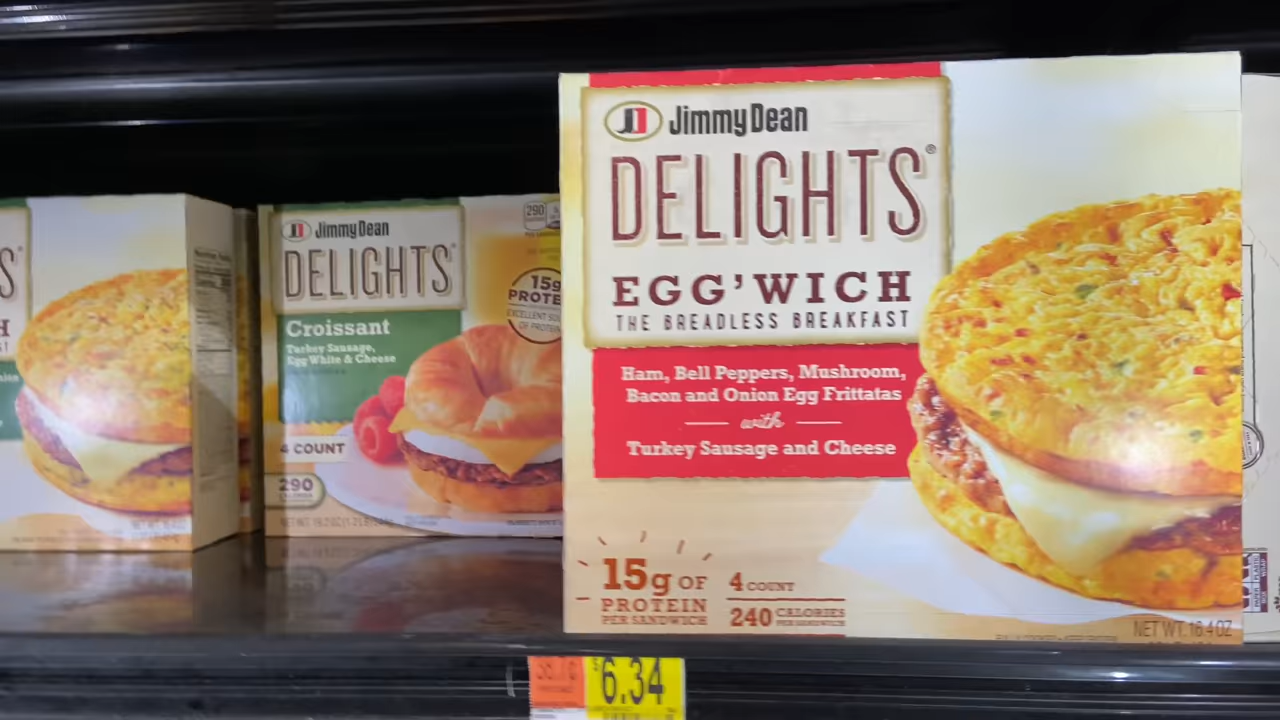 Jimmy Dean
DELIGHTS®
EGG'WICH
THE BREADLESS BREAKFAST
Ham, Bell Peppers, Mushroom,
Bacon and Onion Egg Frittatas
with
Turkey Sausage and Cheese
15g OF
PROTEIN
PER SANDWICH
4 COUNT
240 CALORIES
PER SANDWICH
NET WT. 16.4 OZ
Jimmy Dean
DELIGHTS®
Croissant
Turkey Sausage,
Egg White & Cheese
4 COUNT
290
CALORIES
290
15g
PROTE
EXCELLENT SO
OF PROTEIN
S®
H
$6.34